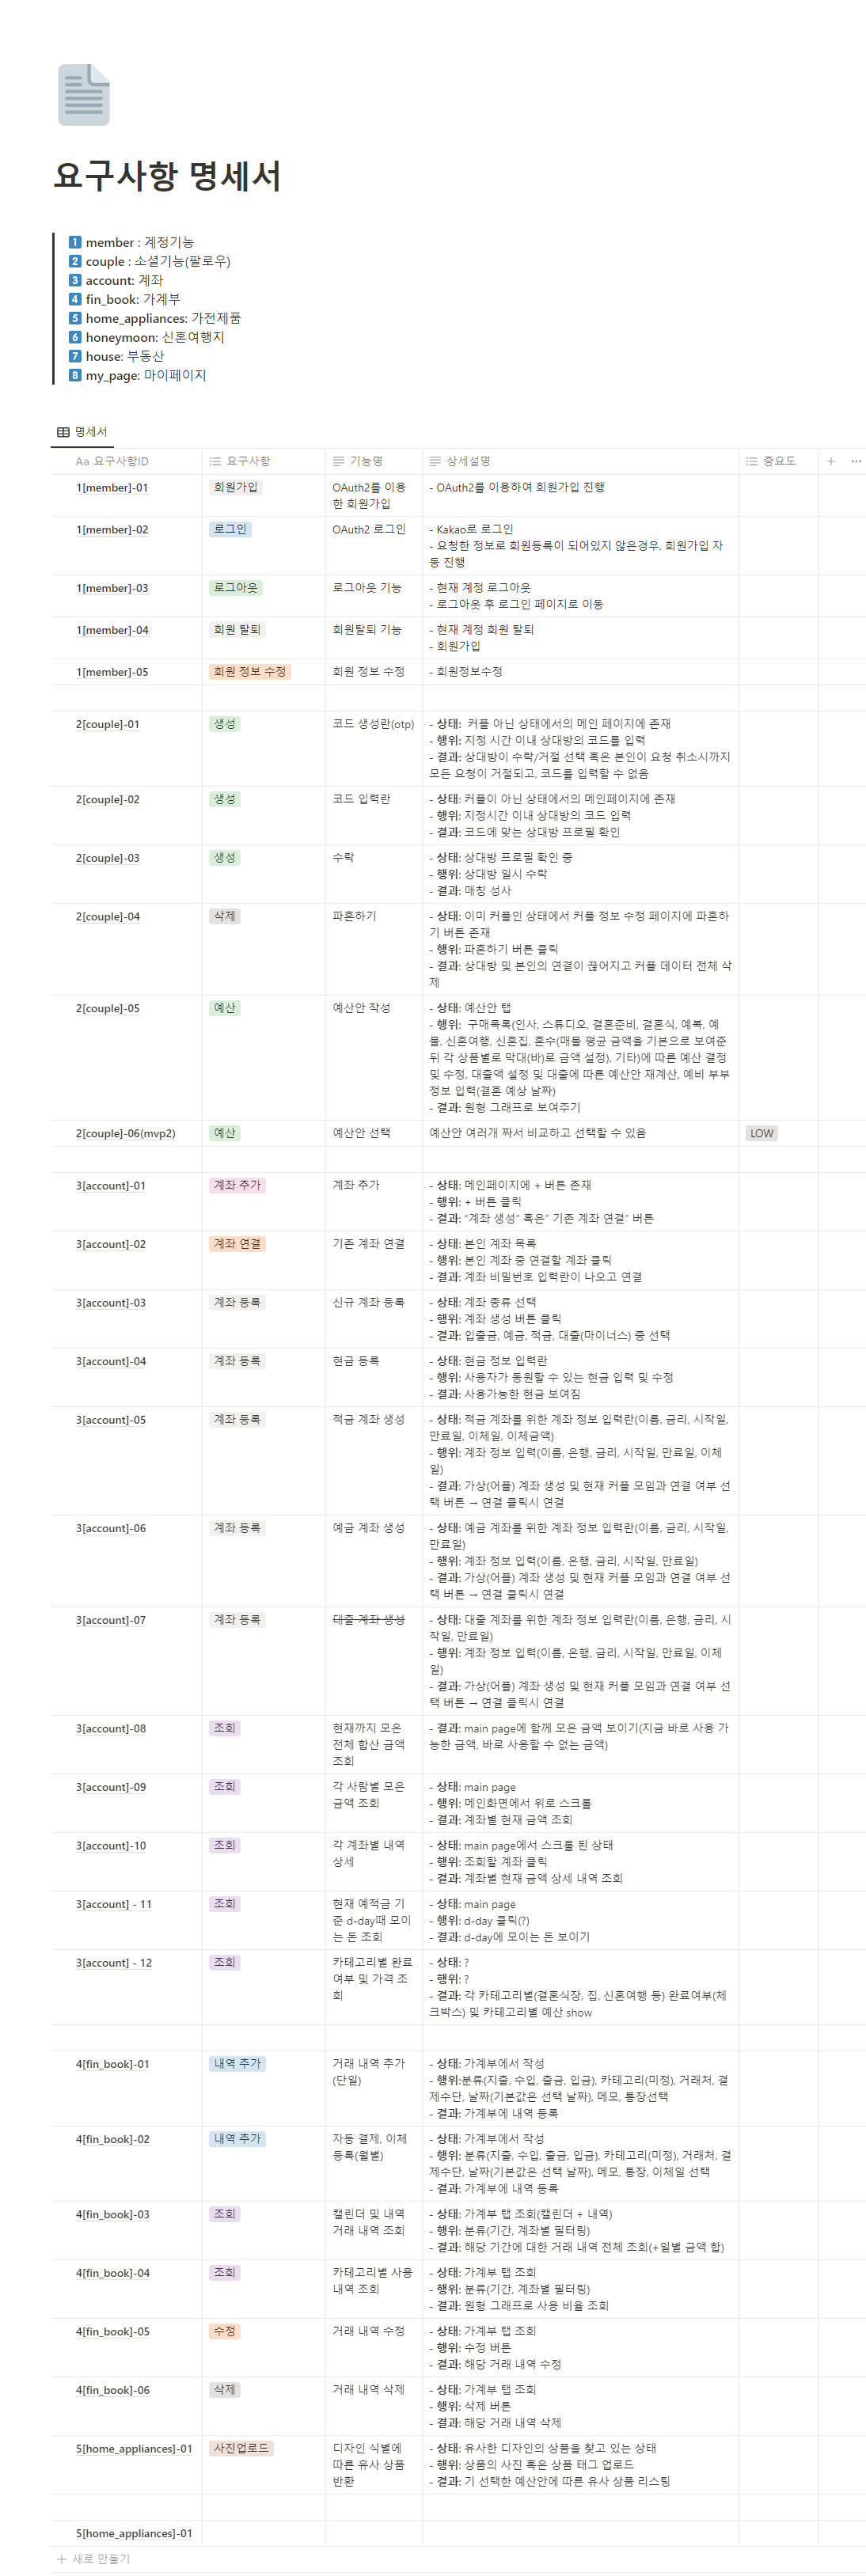 요구사항 명세서
1 member : 계정기능
2 couple : 소셜기능(팔로우)
3 account: 계좌
4 fin_book: 가계부
5 home_appliances: 가전제품
6 honeymoon: 신혼여행지
7 house: 부동산
8 my_page: 마이페이지
명세서
Aa 요구사항ID 요구사항 기능명 상세설명 중요도
1[member]-01 회원가입 OAuth2를 이용 - OAuth2를 이용하여 회원가입 진행
한 회원가입
1[member]-02 로그인 OAuth2 로그인 - Kakao로 로그인
- 요청한 정보로 회원등록이 되어있지 않은경우, 회원가입 자
동 진행
1[member]-03 로그아웃 로그아웃 기능 - 현재 계정 로그아웃
- 로그아웃 후 로그인 페이지로 이동
1[member]-04 회원 탈퇴 회원탈퇴 기능 - 현재 계정 회원 탈퇴
- 회원가입
1[member]-05 회원 정보 수정 회원 정보 수정 - 회원정보수정
2[couple]-01 생성 코드 생성란(otp) - 상태: 커플 아닌 상태에서의 메인 페이지에 존재
- 행위: 지정 시간 이내 상대방의 코드를 입력
- 결과: 상대방이 수락/거절 선택 혹은 본인이 요청 취소시까지
모든 요청이 거절되고, 코드를 입력할 수 없음
2[couple]-02 생성 코드 입력란 - 상태: 커플이 아닌 상태에서의 메인페이지에 존재
- 행위: 지정시간 이내 상대방의 코드 입력
- 결과: 코드에 맞는 상대방 프로필 확인
2[couple]-03 생성 수락 - 상태: 상대방 프로필 확인 중
- 행위: 상대방 일시 수락
- 결과: 매칭 성사
2[couple]-04 삭제 파혼하기 - 상태: 이미 커플인 상태에서 커플 정보 수정 페이지에 파혼하
기 버튼 존재
- 행위: 파혼하기 버튼 클릭
- 결과: 상대방 및 본인의 연결이 끊어지고 커플 데이터 전체 삭
제
2[couple]-05 예산 예산안 작성 - 상태: 예산안 탭
- 행위: 구매목록(인사, 스튜디오, 결혼준비, 결혼식, 예복, 예
물, 신혼여행, 신혼집, 혼수(매물 평균 금액을 기본으로 보여준
뒤 각 상품별로 막대(바)로 금액 설정), 기타)에 따른 예산 결정
및 수정, 대출액 설정 및 대출에 따른 예산안 재계산, 예비 부부
정보 입력(결혼 예상 날짜)
- 결과: 원형 그래프로 보여주기
2[couple]-06(mvp2) 예산 예산안 선택 예산안 여러개 짜서 비교하고 선택할 수 있음 LOW
3[account]-01 계좌 추가 계좌 추가 - 상태: 메인페이지에 + 버튼 존재
- 행위: + 버튼 클릭
- 결과: “계좌 생성” 혹은” 기존 계좌 연결” 버튼
3[account]-02 계좌 연결 기존 계좌 연결 - 상태: 본인 계좌 목록
- 행위: 본인 계좌 중 연결할 계좌 클릭
- 결과: 계좌 비밀번호 입력란이 나오고 연결
3[account]-03 계좌 등록 신규 계좌 등록 - 상태: 계좌 종류 선택
- 행위: 계좌 생성 버튼 클릭
- 결과: 입출금, 예금, 적금, 대출(마이너스) 중 선택
3[account]-04 계좌 등록 현금 등록 - 상태: 현금 정보 입력란
- 행위: 사용자가 동원할 수 있는 현금 입력 및 수정
- 결과: 사용가능한 현금 보여짐
3[account]-05 계좌 등록 적금 계좌 생성 - 상태: 적금 계좌를 위한 계좌 정보 입력란(이름, 금리, 시작일,
만료일, 이체일, 이체금액)
- 행위: 계좌 정보 입력(이름, 은행, 금리, 시작일, 만료일, 이체
일)
- 결과: 가상(어플) 계좌 생성 및 현재 커플 모임과 연결 여부 선
택 버튼 → 연결 클릭시 연결
3[account]-06 계좌 등록 예금 계좌 생성 - 상태: 예금 계좌를 위한 계좌 정보 입력란(이름, 금리, 시작일,
만료일)
- 행위: 계좌 정보 입력(이름, 은행, 금리, 시작일, 만료일)
- 결과: 가상(어플) 계좌 생성 및 현재 커플 모임과 연결 여부 선
택 버튼 → 연결 클릭시 연결
3[account]-07 계좌 등록 대출 계좌 생성 - 상태: 대출 계좌를 위한 계좌 정보 입력란(이름, 은행, 금리, 시
작일, 만료일)
- 행위: 계좌 정보 입력(이름, 은행, 금리, 시작일, 만료일, 이체
일)
- 결과: 가상(어플) 계좌 생성 및 현재 커플 모임과 연결 여부 선
택 버튼 → 연결 클릭시 연결
3[account]-08 조회 현재까지 모은 - 결과: main page에 함께 모은 금액 보이기(지금 바로 사용 가
전체 합산 금액 능한 금액, 바로 사용할 수 없는 금액)
조회
3[account]-09 조회 각 사람별 모은 - 상태: main page
금액 조회 - 행위: 메인화면에서 위로 스크롤
- 결과: 계좌별 현재 금액 조회
3[account]-10 조회 각 계좌별 내역 - 상태: main page에서 스크롤 된 상태
상세 - 행위: 조회할 계좌 클릭
- 결과: 계좌별 현재 금액 상세 내역 조회
3[account] - 11 조회 현재 예적금 기 - 상태: main page
준 d-day때 모이 - 행위: d-day 클릭(?)
는 돈 조회 - 결과: d-day에 모이는 돈 보이기
3[account] - 12 조회 카테고리별 완료 - 상태: ?
여부 및 가격 조 - 행위: ?
회 - 결과: 각 카테고리별(결혼식장, 집, 신혼여행 등) 완료여부(체
크박스) 및 카테고리별 예산 show
4[fin_book]-01 내역 추가 거래 내역 추가 - 상태: 가계부에서 작성
(단일) - 행위:분류(지출, 수입, 출금, 입금), 카테고리(미정), 거래처, 결
제수단, 날짜(기본값은 선택 날짜), 메모, 통장선택
- 결과: 가계부에 내역 등록
4[fin_book]-02 내역 추가 자동 결제, 이체 - 상태: 가계부에서 작성
등록(월별) - 행위: 분류(지출, 수입, 출금, 입금), 카테고리(미정), 거래처, 결
제수단, 날짜(기본값은 선택 날짜), 메모, 통장, 이체일 선택
- 결과: 가계부에 내역 등록
4[fin_book]-03 조회 캘린더 및 내역 - 상태: 가계부 탭 조회(캘린더 + 내역)
거래 내역 조회 - 행위: 분류(기간, 계좌별 필터링)
- 결과: 해당 기간에 대한 거래 내역 전체 조회(+일별 금액 합)
4[fin_book]-04 조회 카테고리별 사용 - 상태: 가계부 탭 조회
내역 조회 - 행위: 분류(기간, 계좌별 필터링)
- 결과: 원형 그래프로 사용 비율 조회
4[fin_book]-05 수정 거래 내역 수정 - 상태: 가계부 탭 조회
- 행위: 수정 버튼
- 결과: 해당 거래 내역 수정
4[fin_book]-06 삭제 거래 내역 삭제 - 상태: 가계부 탭 조회
- 행위: 삭제 버튼
- 결과: 해당 거래 내역 삭제
5[home_appliances]-01 사진업로드 디자인 식별에 - 상태: 유사한 디자인의 상품을 찾고 있는 상태
따른 유사 상품 - 행위: 상품의 사진 혹은 상품 태그 업로드
반환 - 결과: 기 선택한 예산안에 따른 유사 상품 리스팅
5[home_appliances]-01
+ 새로 만들기